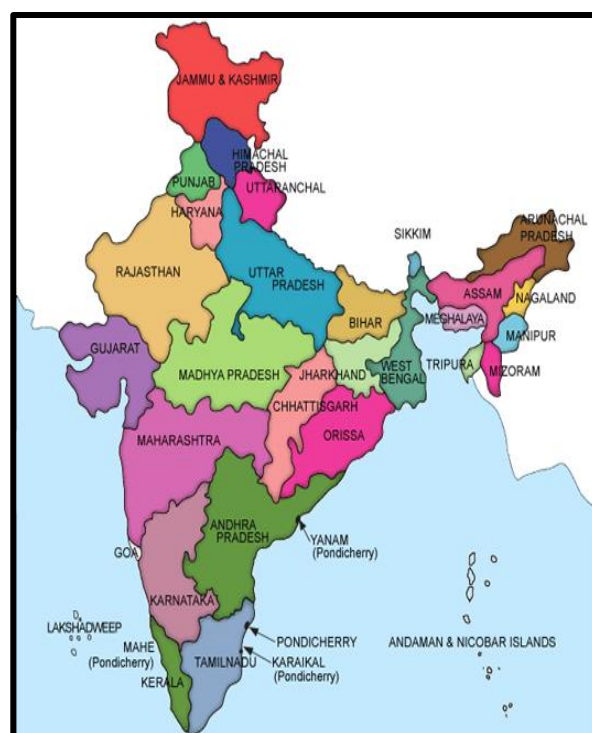 JAMMU & KASHMIR
HIMACHAL
PRADESH
PUNJAB
UTTARANCHAL
HARYANA
ARUNACHAL
PRADESH
SIKKIM
RAJASTHAN
UTTAR
PRADESH
ASSAM
NAGALAND
BIHAR
MEGHALAYA
MANIPUR
GUJARAT
MADHYA PRADESH
JHARKHAND
WEST
BENGAL
TRIPURA
MIZORAM
CHHATTISGARH
MAHARASHTRA
ORISSA
ANDHRA
PRADESH
YANAM
(Pondicherry)
GOA
KARNATAKA
LAKSHADWEEP
PONDICHERRY
ANDAMAN & NICOBAR ISLANDS
MAHE
(Pondicherry)
TAMILNADU
KARAIKAL
(Pondicherry)
KERALA